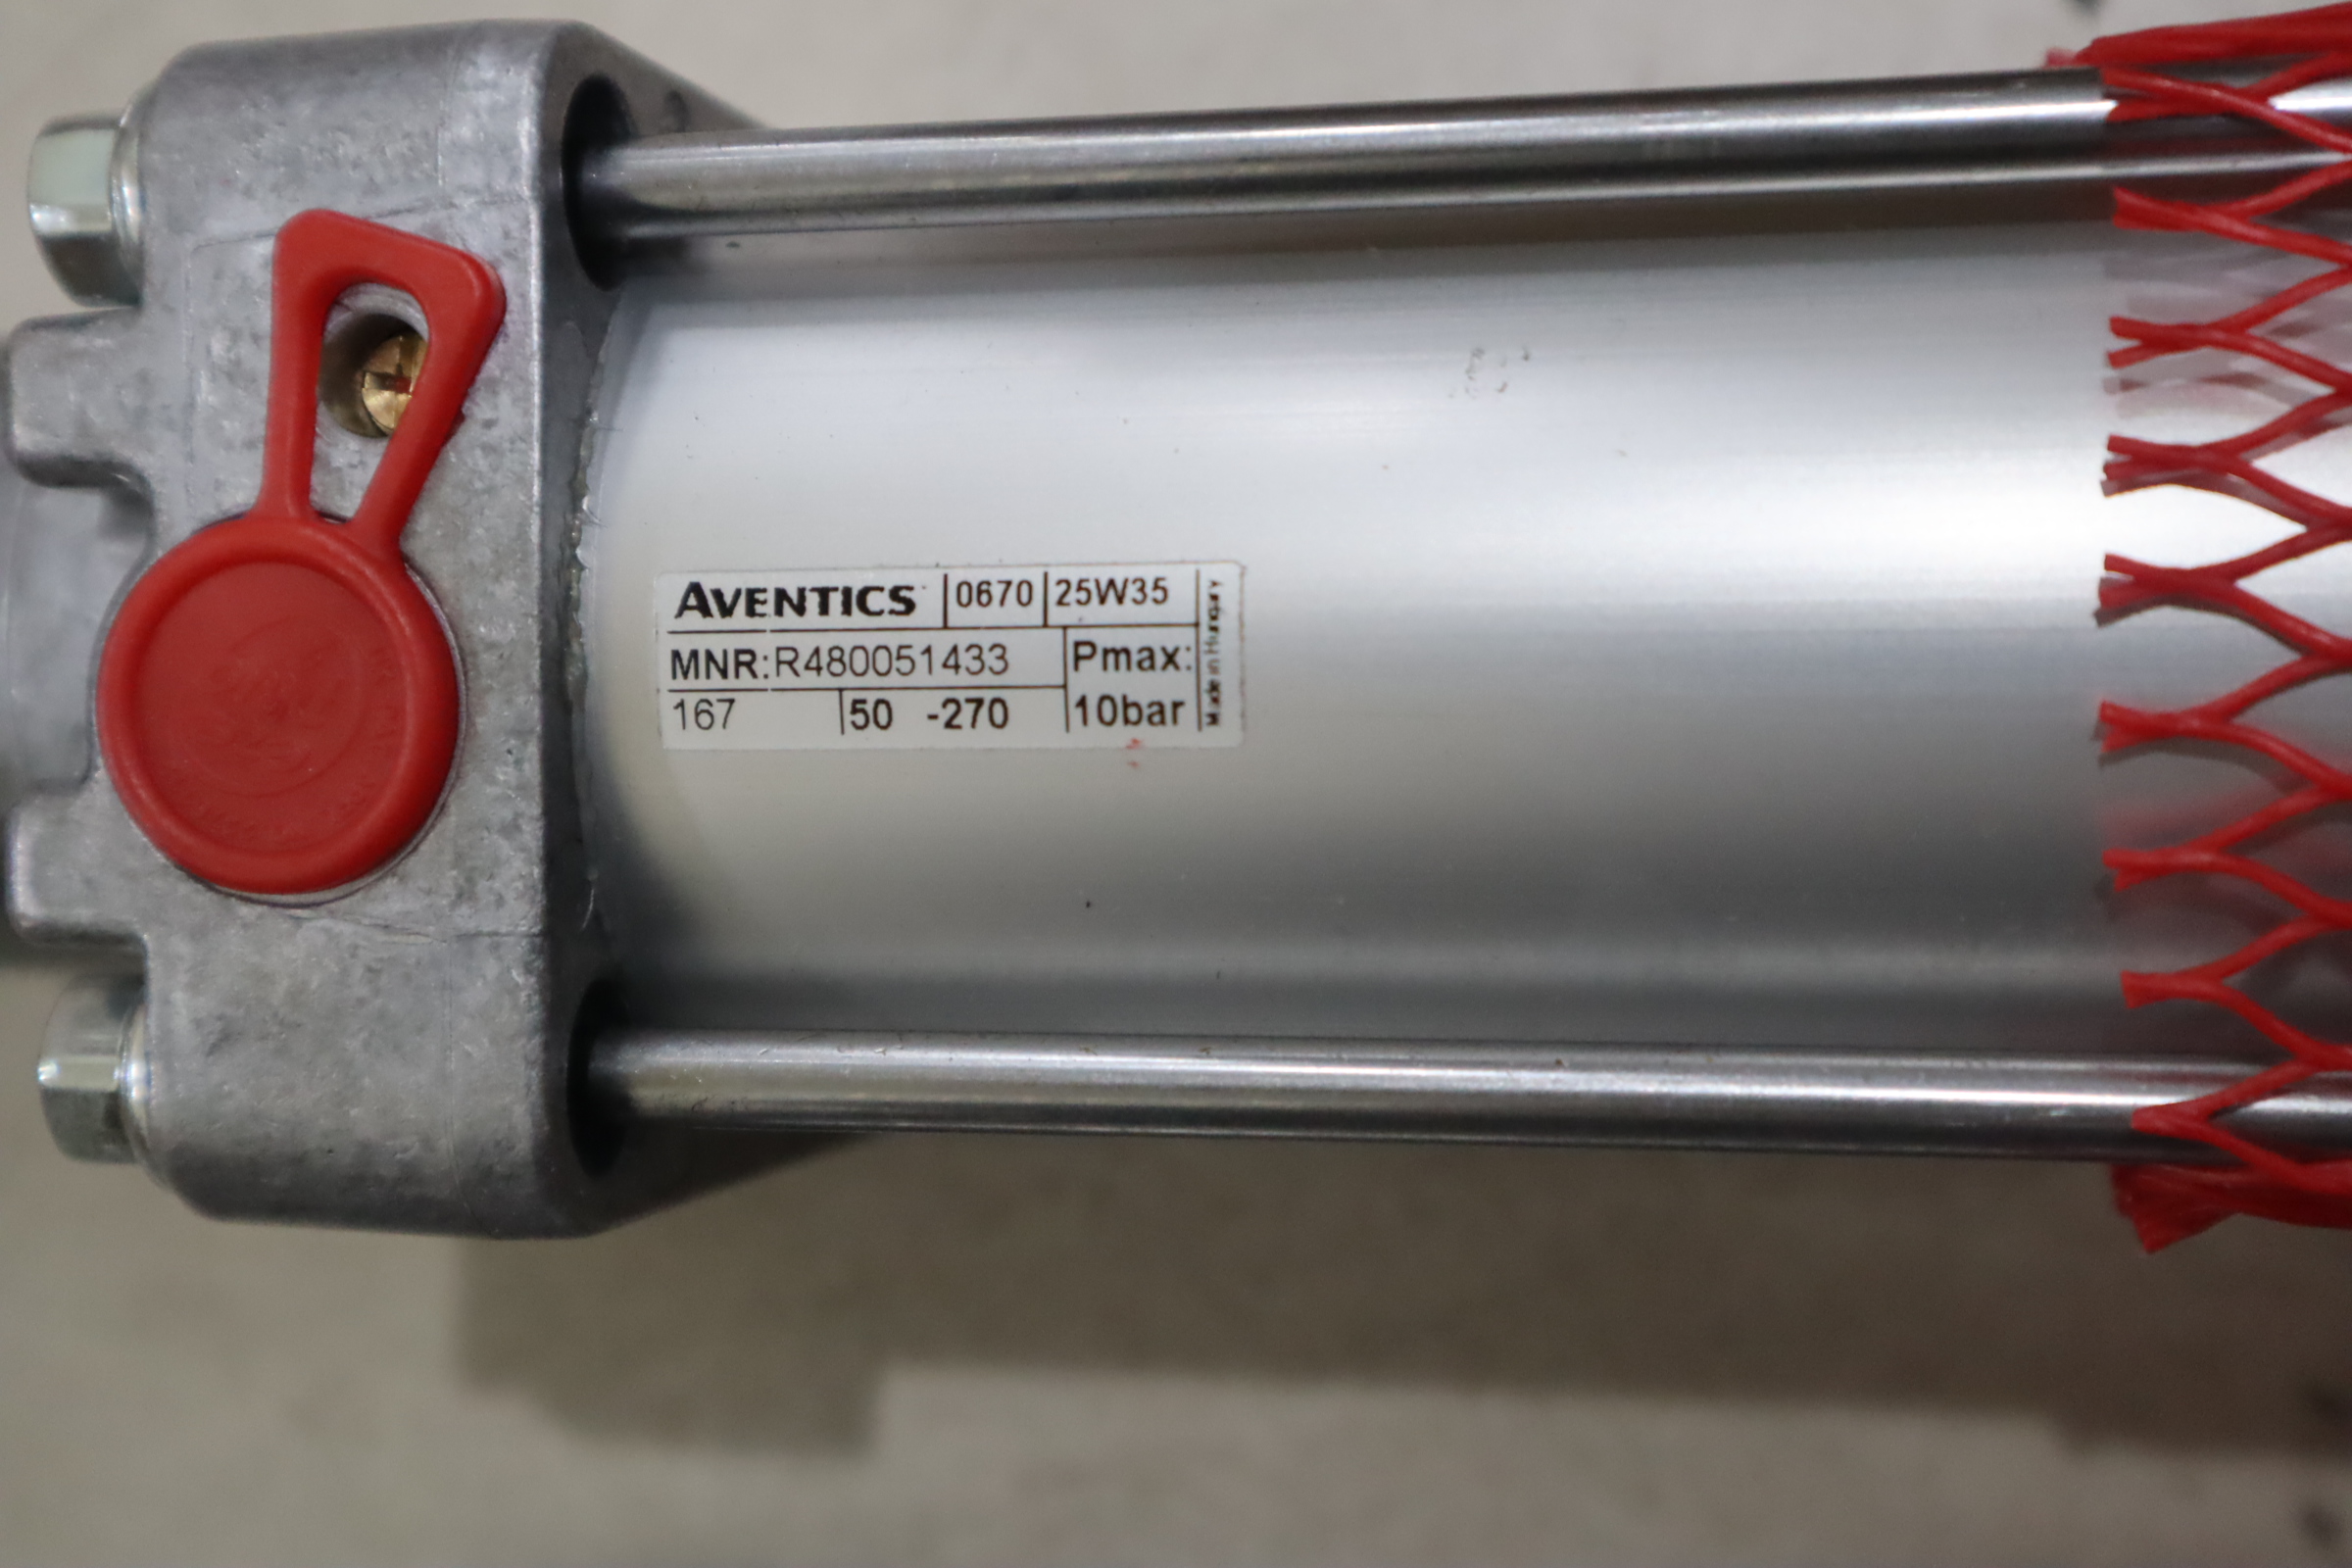 AVENTICS 0670 25W35
MNR:R480051433 Pmax:
167 50 -270 10bar
Made in Hungary